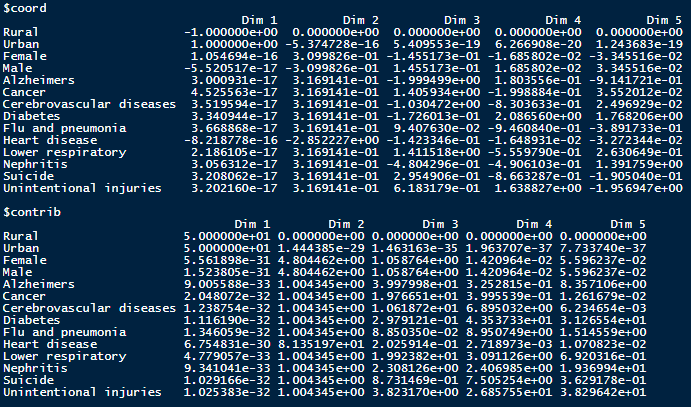 $coord
Dim 1 Dim 2 Dim 3 Dim 4 Dim 5
Rural -1.000000e+00 0.000000e+00 0.000000e+00 0.000000e+00 0.000000e+00
Urban 1.000000e+00 -5.374728e-16 5.409553e-19 6.266908e-20 1.243683e-19
Female 1.054694e-16 3.099826e-01 -1.455173e-01 -1.685802e-02 -3.345516e-02
Male -5.520517e-17 -3.099826e-01 1.455173e-01 1.685802e-02 3.345516e-02
Alzheimers 3.000931e-17 3.169141e-01 -1.999499e+00 1.803556e-01 -9.141721e-01
Cancer 4.525563e-17 3.169141e-01 1.405934e+00 -1.998884e-01 3.552012e-02
Cerebrovascular diseases 3.519594e-17 3.169141e-01 -1.030472e+00 -8.303633e-01 2.496929e-02
Diabetes 3.340944e-17 3.169141e-01 -1.726013e-01 2.086560e+00 1.768206e+00
Flu and pneumonia 3.668868e-17 3.169141e-01 9.407630e-02 -9.460840e-01 -3.891733e-01
Heart disease -8.218778e-16 -2.852227e+00 -1.423346e-01 -1.648931e-02 -3.272344e-02
Lower respiratory 2.186105e-17 3.169141e-01 1.411518e+00 -5.559790e-01 2.630649e-01
Nephritis 3.056312e-17 3.169141e-01 -4.804296e-01 -4.906103e-01 1.391759e+00
Suicide 3.208062e-17 3.169141e-01 2.954906e-01 -8.663287e-01 -1.905040e-01
Unintentional injuries 3.202160e-17 3.169141e-01 6.183179e-01 1.638827e+00 -1.956947e+00
$contrib
Dim 1 Dim 2 Dim 3 Dim 4 Dim 5
Rural 5.000000e+01 0.000000e+00 0.000000e+00 0.000000e+00 0.000000e+00
Urban 5.000000e+01 1.444385e-29 1.463163e-35 1.963707e-37 7.733740e-37
Female 5.561898e-31 4.804462e+00 1.058764e+00 1.420964e-02 5.596237e-02
Male 1.523805e-31 4.804462e+00 1.058764e+00 1.420964e-02 5.596237e-02
Alzheimers 9.005588e-33 1.004345e+00 3.997998e+01 3.252815e-01 8.357106e+00
Cancer 2.048072e-32 1.004345e+00 1.976651e+01 3.995539e-01 1.261679e-02
Cerebrovascular diseases 1.238754e-32 1.004345e+00 1.061872e+01 6.895032e+00 6.234654e-03
Diabetes 1.116190e-32 1.004345e+00 2.979121e-01 4.353733e+01 3.126554e+01
Flu and pneumonia 1.346059e-32 1.004345e+00 8.850350e-02 8.950749e+00 1.514559e+00
Heart disease 6.754831e-30 8.135197e+01 2.025914e-01 2.718973e-03 1.070823e-02
Lower respiratory 4.779057e-33 1.004345e+00 1.992382e+01 3.091126e+00 6.920316e-01
Nephritis 9.341041e-33 1.004345e+00 2.308126e+00 2.406985e+00 1.936994e+01
Suicide 1.029166e-32 1.004345e+00 8.731469e-01 7.505254e+00 3.629178e-01
Unintentional injuries 1.025383e-32 1.004345e+00 3.823170e+00 2.685755e+01 3.829642e+01